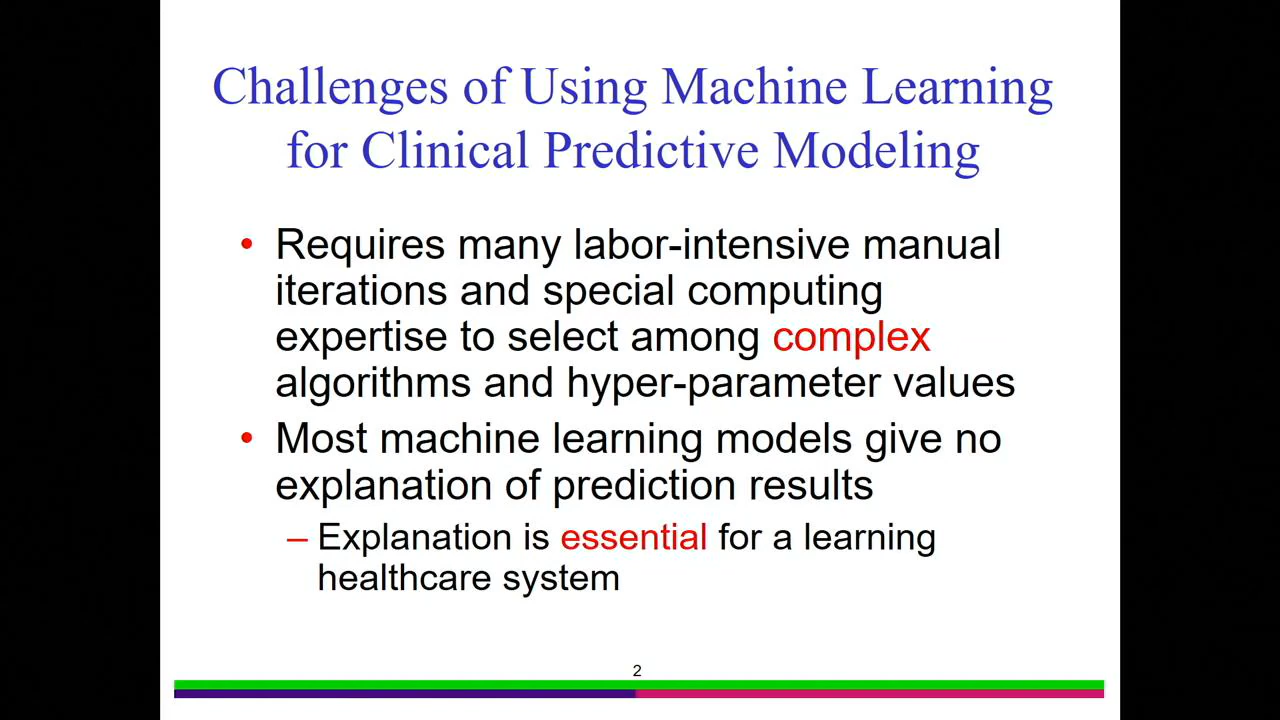 Challenges of Using Machine Learning
for Clinical Predictive Modeling
• Requires many labor-intensive manual
iterations and special computing
expertise to select among complex
algorithms and hyper-parameter values
• Most machine learning models give no
explanation of prediction results
– Explanation is essential for a learning
healthcare system
2